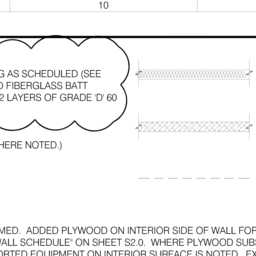 10
G AS SCHEDULED (SEE
D FIBERGLASS BATT
2 LAYERS OF GRADE 'D' 60
HERE NOTED.)
MED. ADDED PLYWOOD ON INTERIOR SIDE OF WALL FOR
WALL SCHEDULE" ON SHEET S2.0. WHERE PLYWOOD SUBS
ORTED EQUIPMENT ON INTERIOR SURFACE IS NOTED, EX